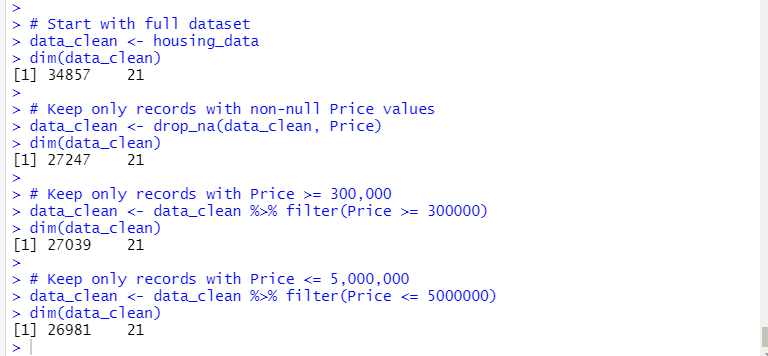 >
> # Start with full dataset
> data_clean <- housing_data
> dim(data_clean)
[1] 34857    21
>
> # Keep only records with non-null Price values
> data_clean <- drop_na(data_clean, Price)
> dim(data_clean)
[1] 27247    21
>
> # Keep only records with Price >= 300,000
> data_clean <- data_clean %>% filter(Price >= 300000)
> dim(data_clean)
[1] 27039    21
>
> # Keep only records with Price <= 5,000,000
> data_clean <- data_clean %>% filter(Price <= 5000000)
> dim(data_clean)
[1] 26981    21
>